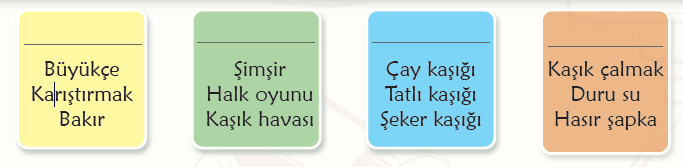 Büyükçe
Karıştırmak
Bakır
Şimşir
Halk oyunu
Kaşık havası
Çay kaşığı
Tatlı kaşığı
Şeker kaşığı
Kaşık çalmak
Duru su
Hasır şapka